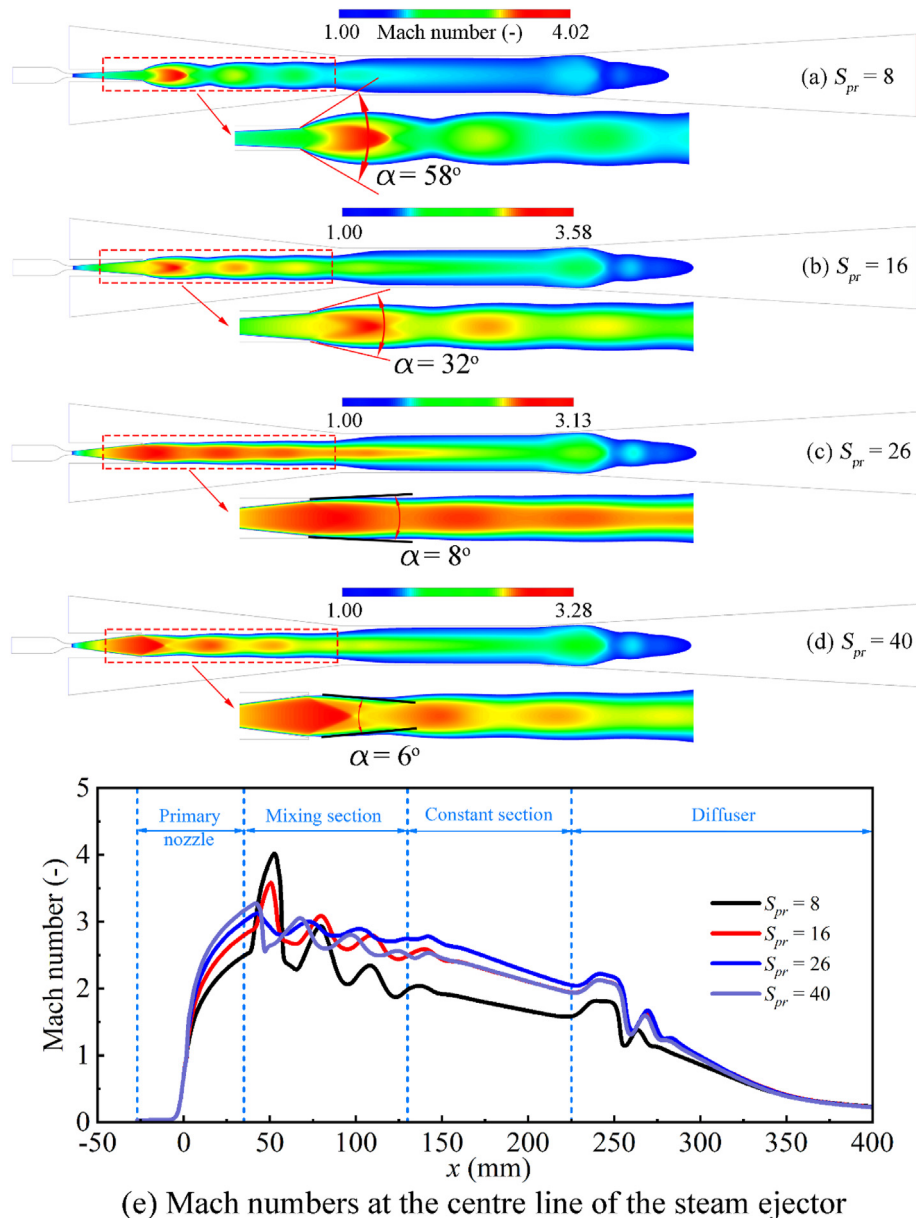 1.00 Mach number (-) 4.02
(a) Spr = 8
α = 58°
1.00 3.58
(b) Spr = 16
α = 32°
1.00 3.13
(c) Spr = 26
α = 8°
1.00 3.28
(d) Spr = 40
α = 6°
5
4
3
2
1
0
Mach number (-)
Primary
nozzle
Mixing section
Constant section
Diffuser
Spr = 8
Spr = 16
Spr = 26
Spr = 40
-50 0 50 100 150 200 250 300 350 400
x (mm)
(e) Mach numbers at the centre line of the steam ejector